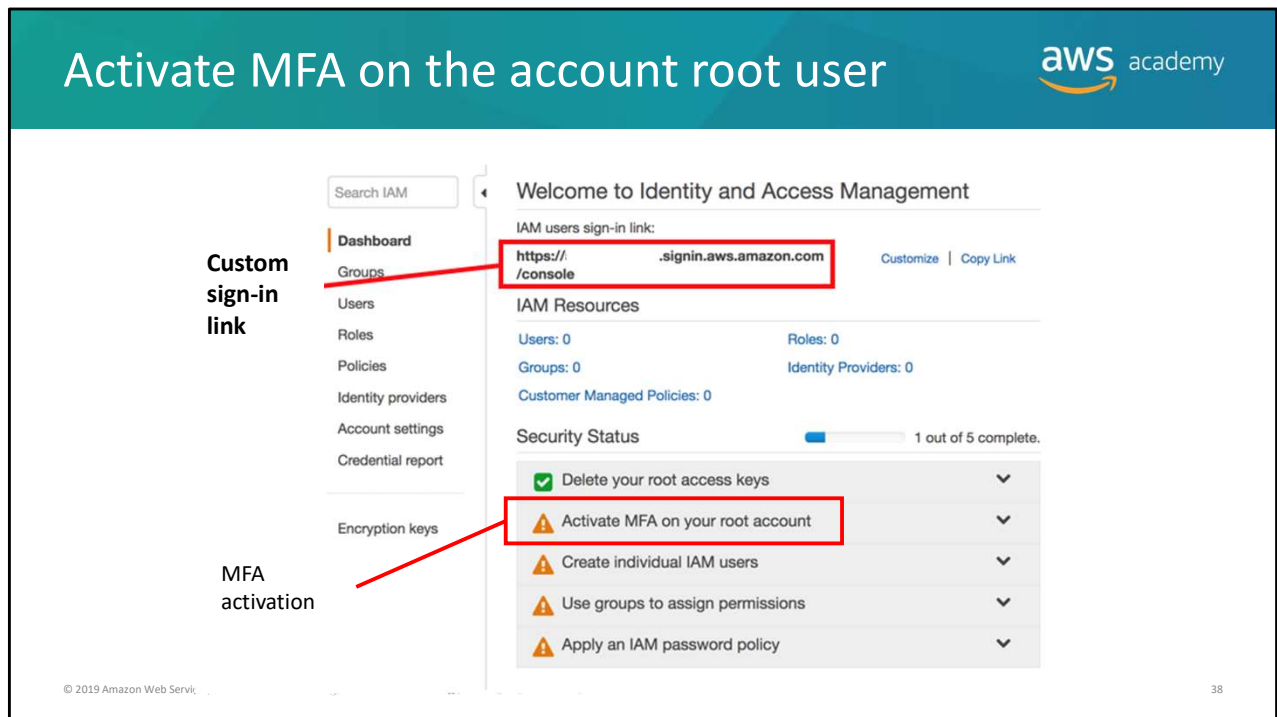 Activate MFA on the account root user
aws academy
Search IAM
Dashboard
Groups
Users
Roles
Policies
Identity providers
Account settings
Credential report
Encryption keys
Custom
sign-in
link
MFA
activation
Welcome to Identity and Access Management
IAM users sign-in link:
https:// .signin.aws.amazon.com
/console
Customize | Copy Link
IAM Resources
Users: 0
Roles: 0
Groups: 0
Identity Providers: 0
Customer Managed Policies: 0
Security Status
1 out of 5 complete.
Delete your root access keys
Activate MFA on your root account
Create individual IAM users
Use groups to assign permissions
Apply an IAM password policy
© 2019 Amazon Web
38